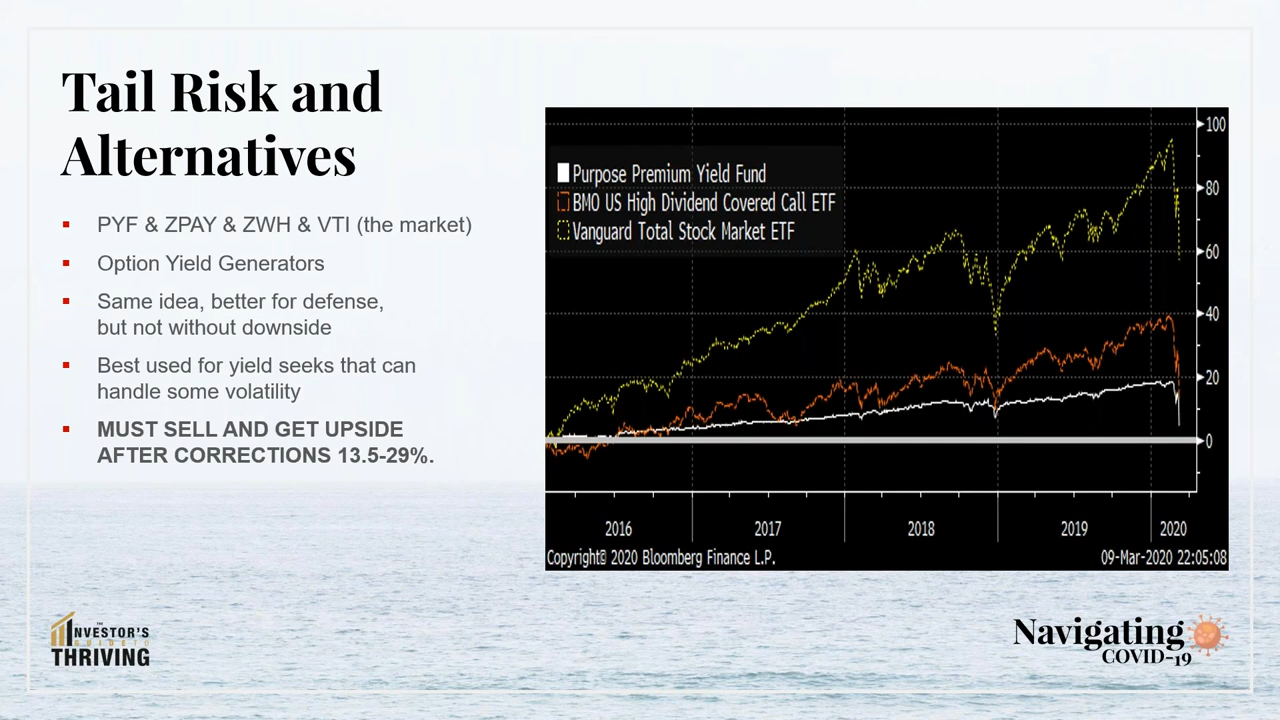 Tail Risk and
Alternatives
PYF & ZPAY & ZWH & VTI (the market)
Option Yield Generators
Same idea, better for defense,
but not without downside
Best used for yield seeks that can
handle some volatility
MUST SELL AND GET UPSIDE
AFTER CORRECTIONS 13.5-29%.
Purpose Premium Yield Fund
BMO US High Dividend Covered Call ETF
Vanguard Total Stock Market ETF
100
80
60
40
20
0
2016 2017 2018 2019 2020
Copyright© 2020 Bloomberg Finance L.P. 09-Mar-2020 22:05:08
THE
INVESTOR'S
GUIDE TO
THRIVING
Navigating
COVID-19